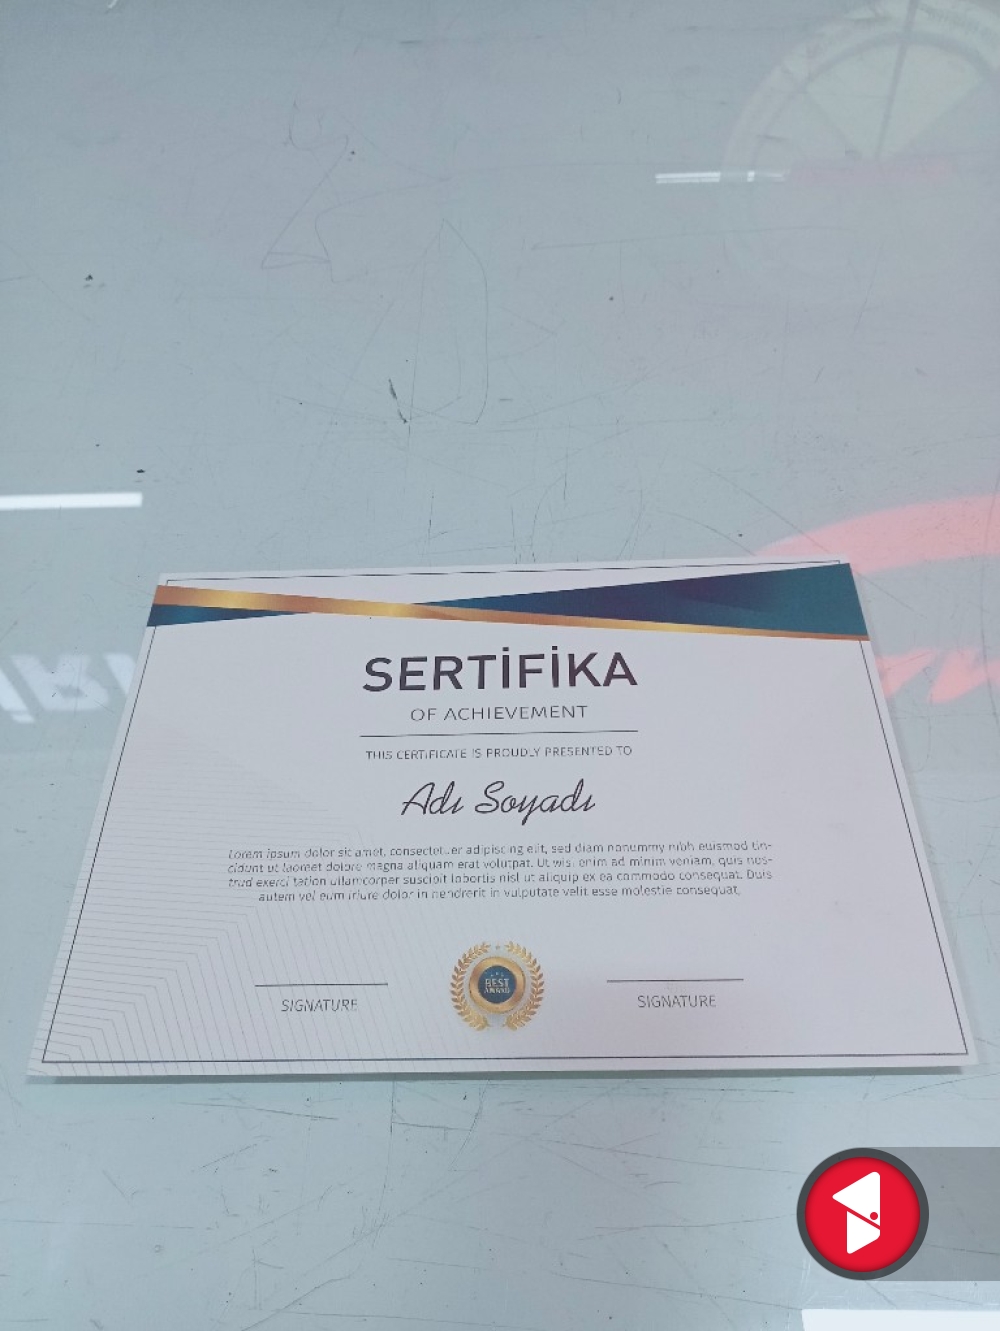 SERTİFİKA
OF ACHIEVEMENT
THIS CERTIFICATE IS PROUDLY PRESENTED TO
Adı Soyadı
Lorem ipsum dolor sit amet, consectetuer adipiscing elit, sed diam nonummy nibh euismod tin-
cidunt ut laoreet dolore magna aliquam erat volutpat. Ut wisi enim ad minim veniam, quis nos-
trud exerci tation ullamcorper suscipit lobortis nisl ut aliquip ex ea commodo consequat. Duis
autem vel eum iriure dolor in hendrerit in vulputate velit esse molestie consequat,
BEST
AWARD
SIGNATURE
SIGNATURE